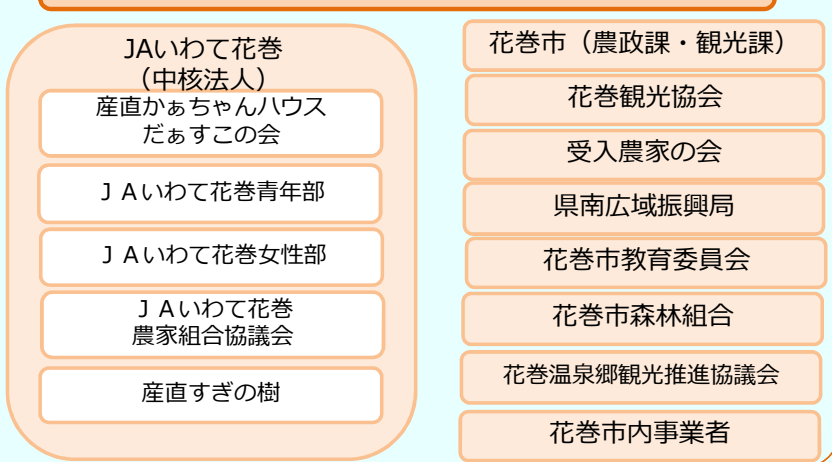 JAいわて花巻
（中核法人）
産直かぁちゃんハウス
だぁすこの会
ＪＡいわて花巻青年部
ＪＡいわて花巻女性部
ＪＡいわて花巻
農家組合協議会
産直すぎの樹
花巻市（農政課・観光課）
花巻観光協会
受入農家の会
県南広域振興局
花巻市教育委員会
花巻市森林組合
花巻温泉郷観光推進協議会
花巻市内事業者